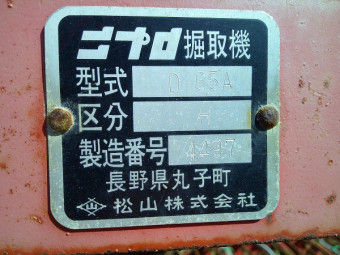 ニプロ 掘取機
型式 D 65A
区分 A
製造番号 4437
長野県丸子町
松山株式会社